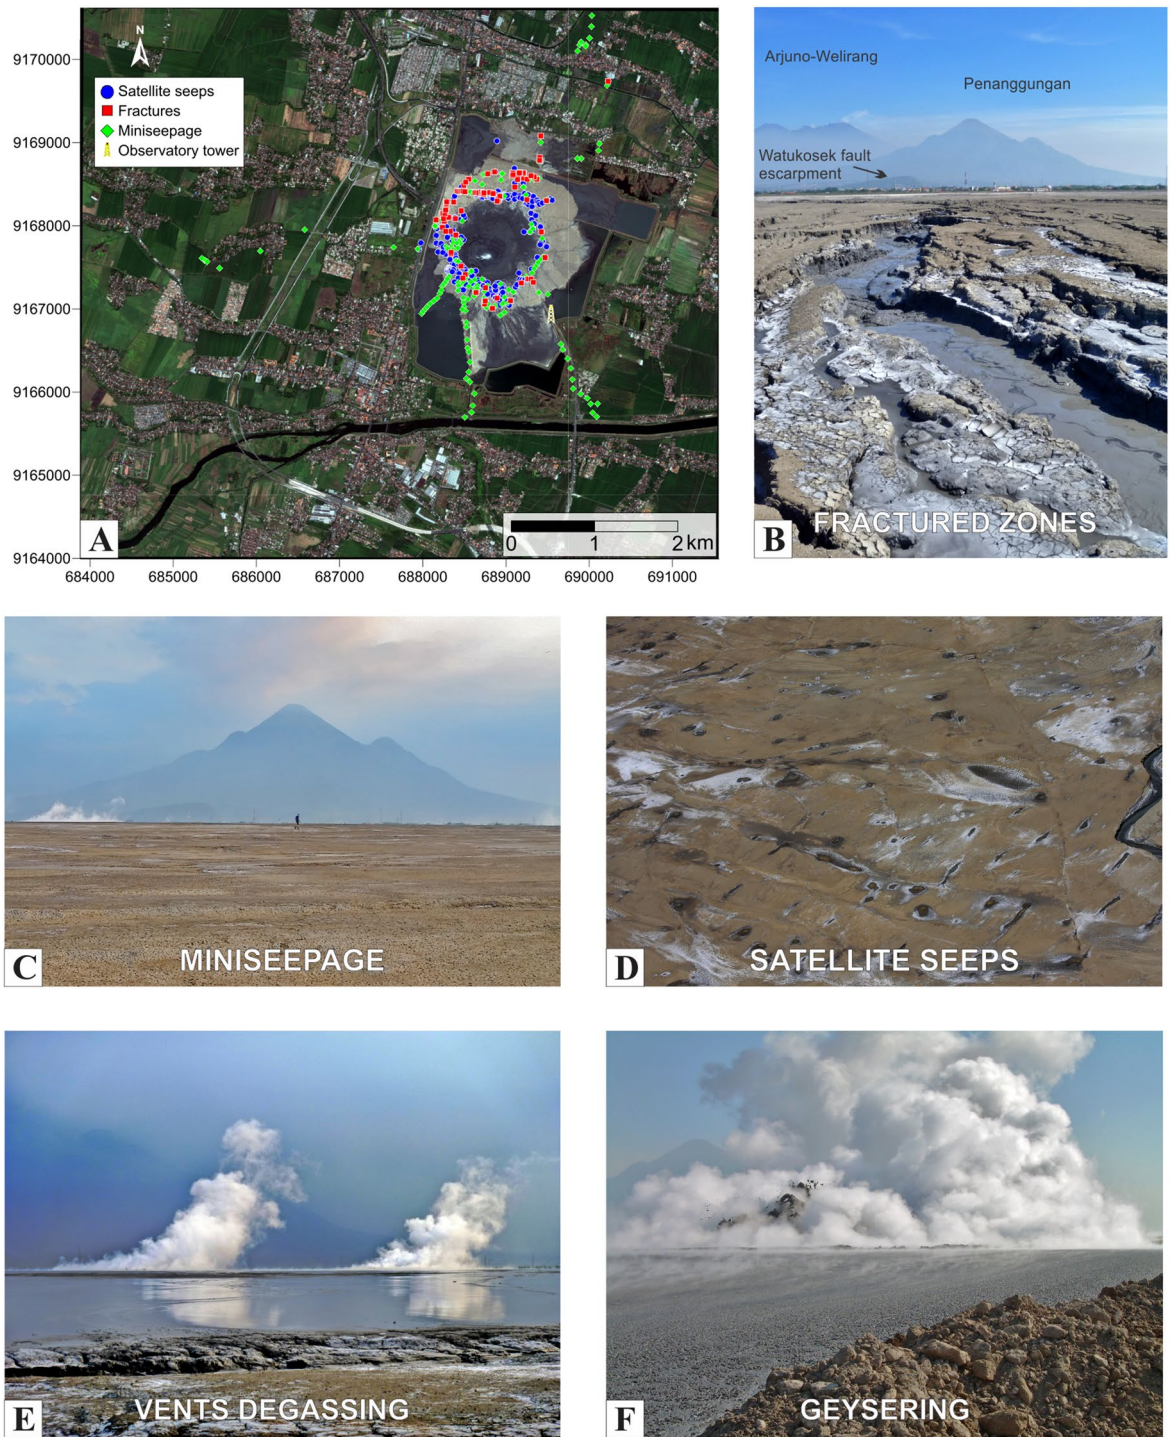 9170000
9169000
9168000
9167000
9166000
9165000
9164000
N
Satellite seeps
Fractures
Miniseepage
Observatory tower
A
0 1 2 km
684000 685000 686000 687000 688000 689000 690000 691000
Arjuno-Welirang
Penanggungan
Watukosek fault
escarpment
B
FRACTURED ZONES
C
MINISEEPAGE
D
SATELLITE SEEPS
E
VENTS DEGASSING
F
GEYSERING